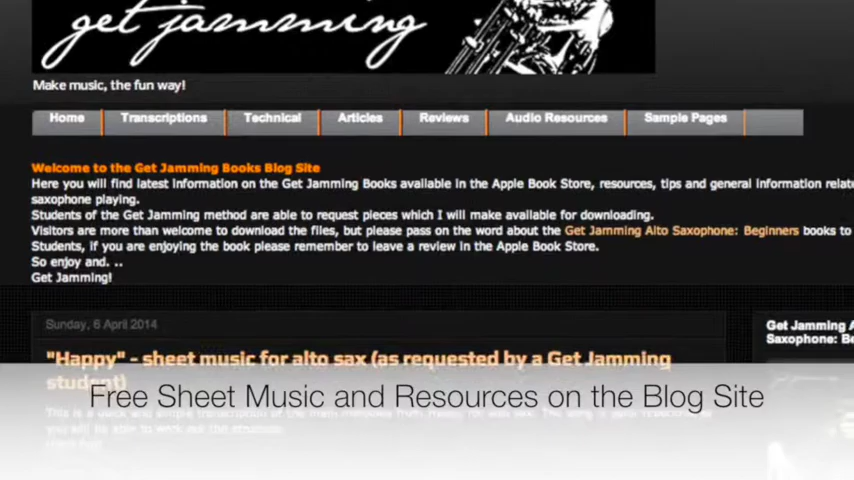 get jamming
Make music, the fun way!
Home Transcriptions Technical Articles Reviews Audio Resources Sample Pages
Welcome to the Get Jamming Books Blog Site
Here you will find latest information on the Get Jamming Books available in the Apple Book Store, resources, tips and general information
saxophone playing.
Students of the Get Jamming method are able to request pieces which I will make available for downloading.
Visitors are more than welcome to download the files, but please pass on the word about the Get Jamming Alto Saxophone: Beginners books to
Students, if you are enjoying the book please remember to leave a review in the Apple Book Store.
So enjoy and. ..
Get Jamming!
Sunday, 6 April 2014
"Happy" - sheet music for alto sax (as requested by a Get Jamming
student)
Get Jamming
Saxophone:
Free Sheet Music and Resources on the Blog Site